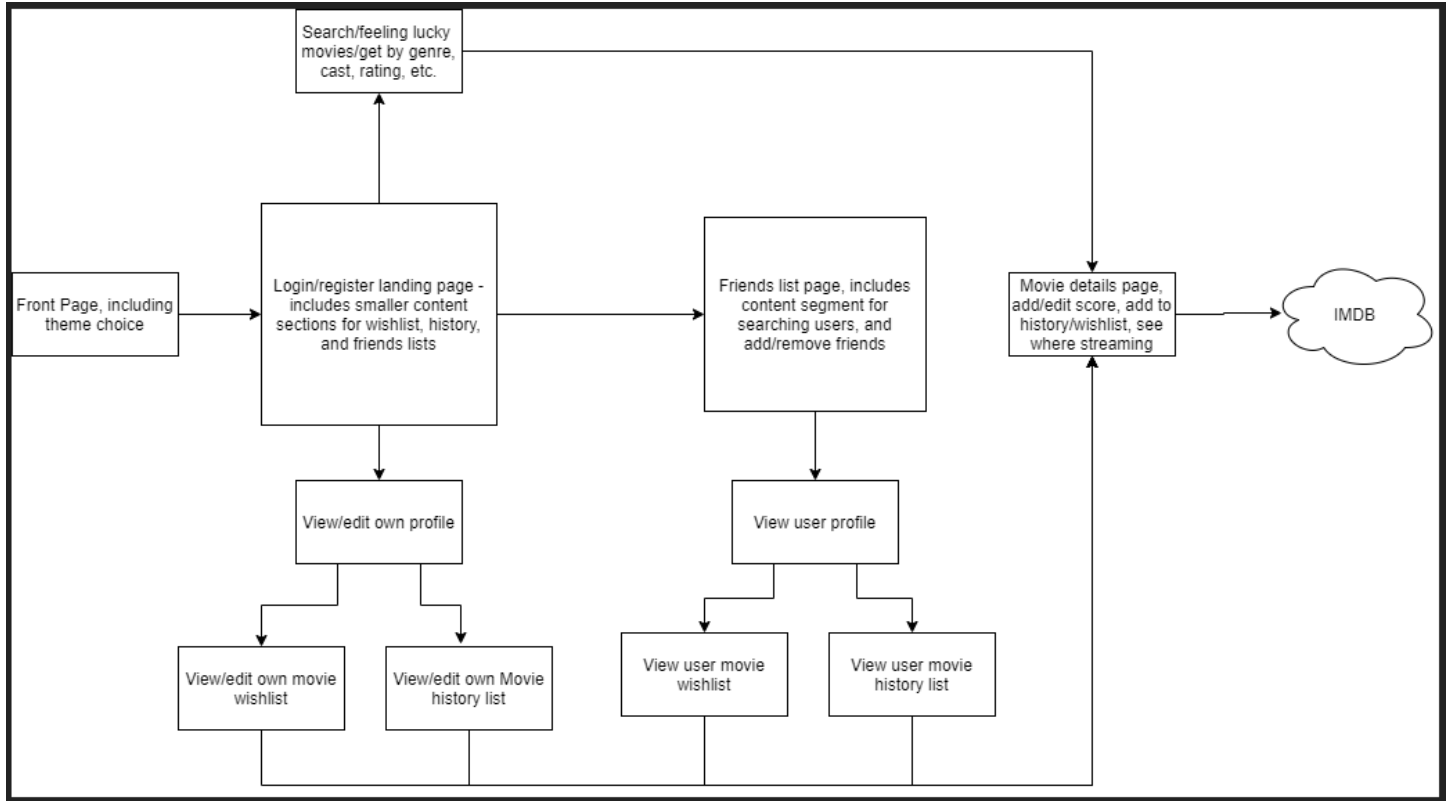 Search/feeling lucky
movies/get by genre,
cast, rating, etc.
Front Page, including
theme choice
Login/register landing page -
includes smaller content
sections for wishlist, history,
and friends lists
Friends list page, includes
content segment for
searching users, and
add/remove friends
Movie details page,
add/edit score, add to
history/wishlist, see
where streaming
IMDB
View/edit own profile
View user profile
View/edit own movie
wishlist
View/edit own Movie
history list
View user movie
wishlist
View user movie
history list